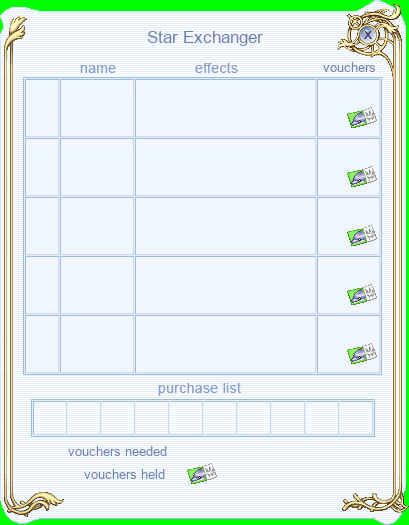 Star Exchanger
X
name effects vouchers
purchase list
vouchers needed
vouchers held